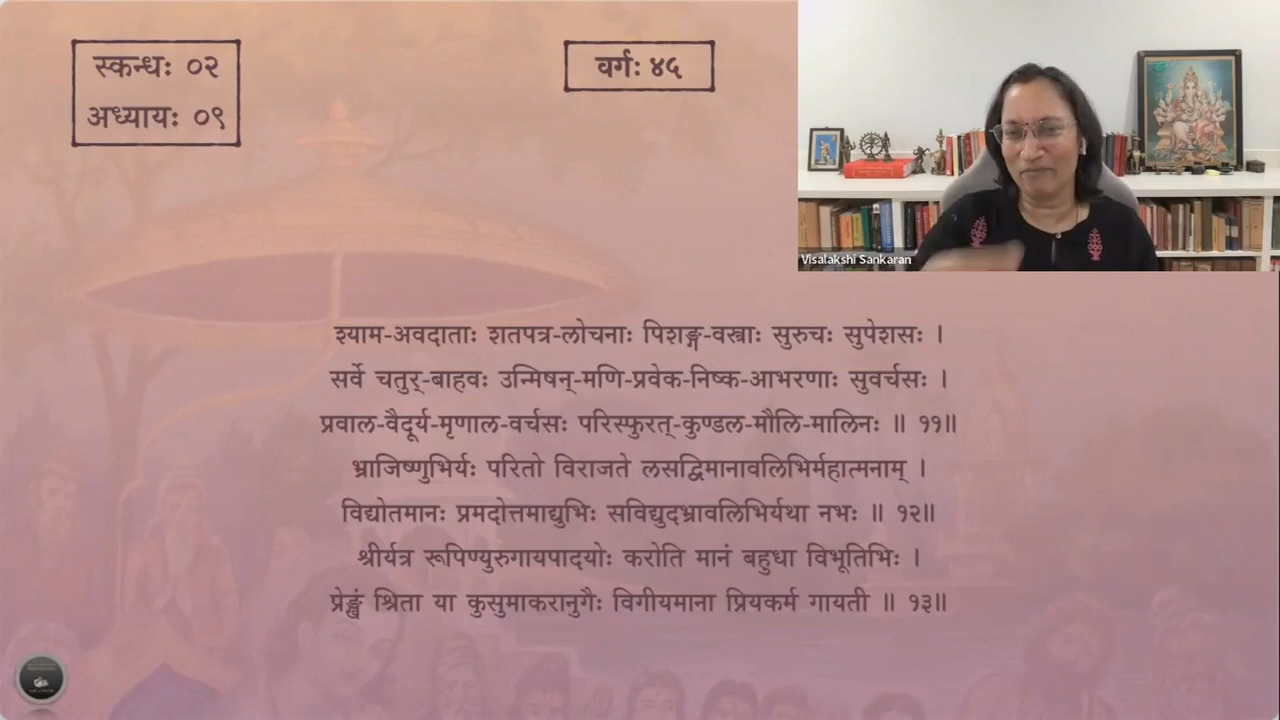 स्कन्धः ०२
अध्यायः ०९
वर्गः ४५
Visalakshi Sankaran
श्याम-अवदाताः शतपत्र-लोचनाः पिशङ्ग-वस्त्राः सुरुचः सुपेशसः ।
सर्वे चतुर्-बाहवः उन्मिषन्-मणि-प्रवेक-निष्क-आभरणाः सुवर्चसः ।
प्रवाल-वैदूर्य-मृणाल-वर्चसः परिस्फुरत्-कुण्डल-मौलि-मालिनः ॥ ११॥
भ्राजिष्णुभिर्यः परितो विराजते लसद्विमानावलिभिर्महात्मनाम् ।
विद्योतमानः प्रमदोत्तमाद्युभिः सविद्युदभ्रावलिभिर्यथा नभः ॥ १२॥
श्रीर्यत्र रूपिण्युरुगायपादयोः करोति मानं बहुधा विभूतिभिः ।
प्रेङ्खं श्रिता या कुसुमाकरानुगैः विगीयमाना प्रियकर्म गायती ॥ १३॥